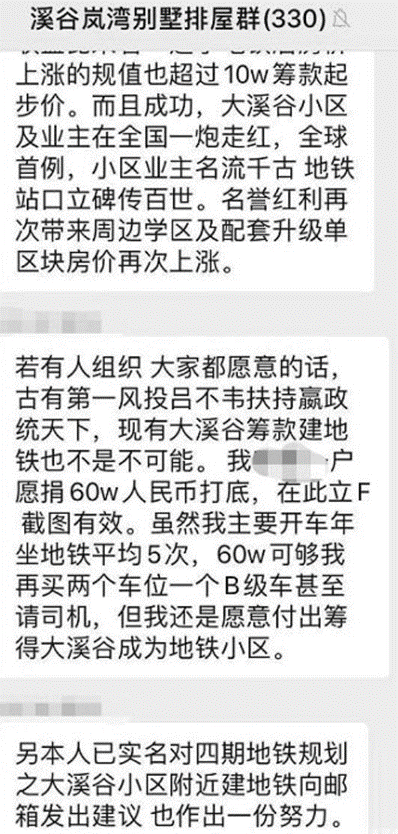 溪谷岚湾别墅排屋群(330)
上涨的规值也超过10w筹款起
步价。而且成功，大溪谷小区
及业主在全国一炮走红，全球
首例，小区业主名流千古 地铁
站口立碑传百世。名誉红利再
次带来周边学区及配套升级单
区块房价再次上涨。
若有人组织 大家都愿意的话，
古有第一风投吕不韦扶持嬴政
统天下，现有大溪谷筹款建地
铁也不是不可能。 我 户
愿捐60w人民币打底，在此立F
截图有效。虽然我主要开车年
坐地铁平均5次，60w可够我
再买两个车位一个B级车甚至
请司机，但我还是愿意付出筹
得大溪谷成为地铁小区。
另本人已实名对四期地铁规划
之大溪谷小区附近建地铁向邮
箱发出建议 也作出一份努力。